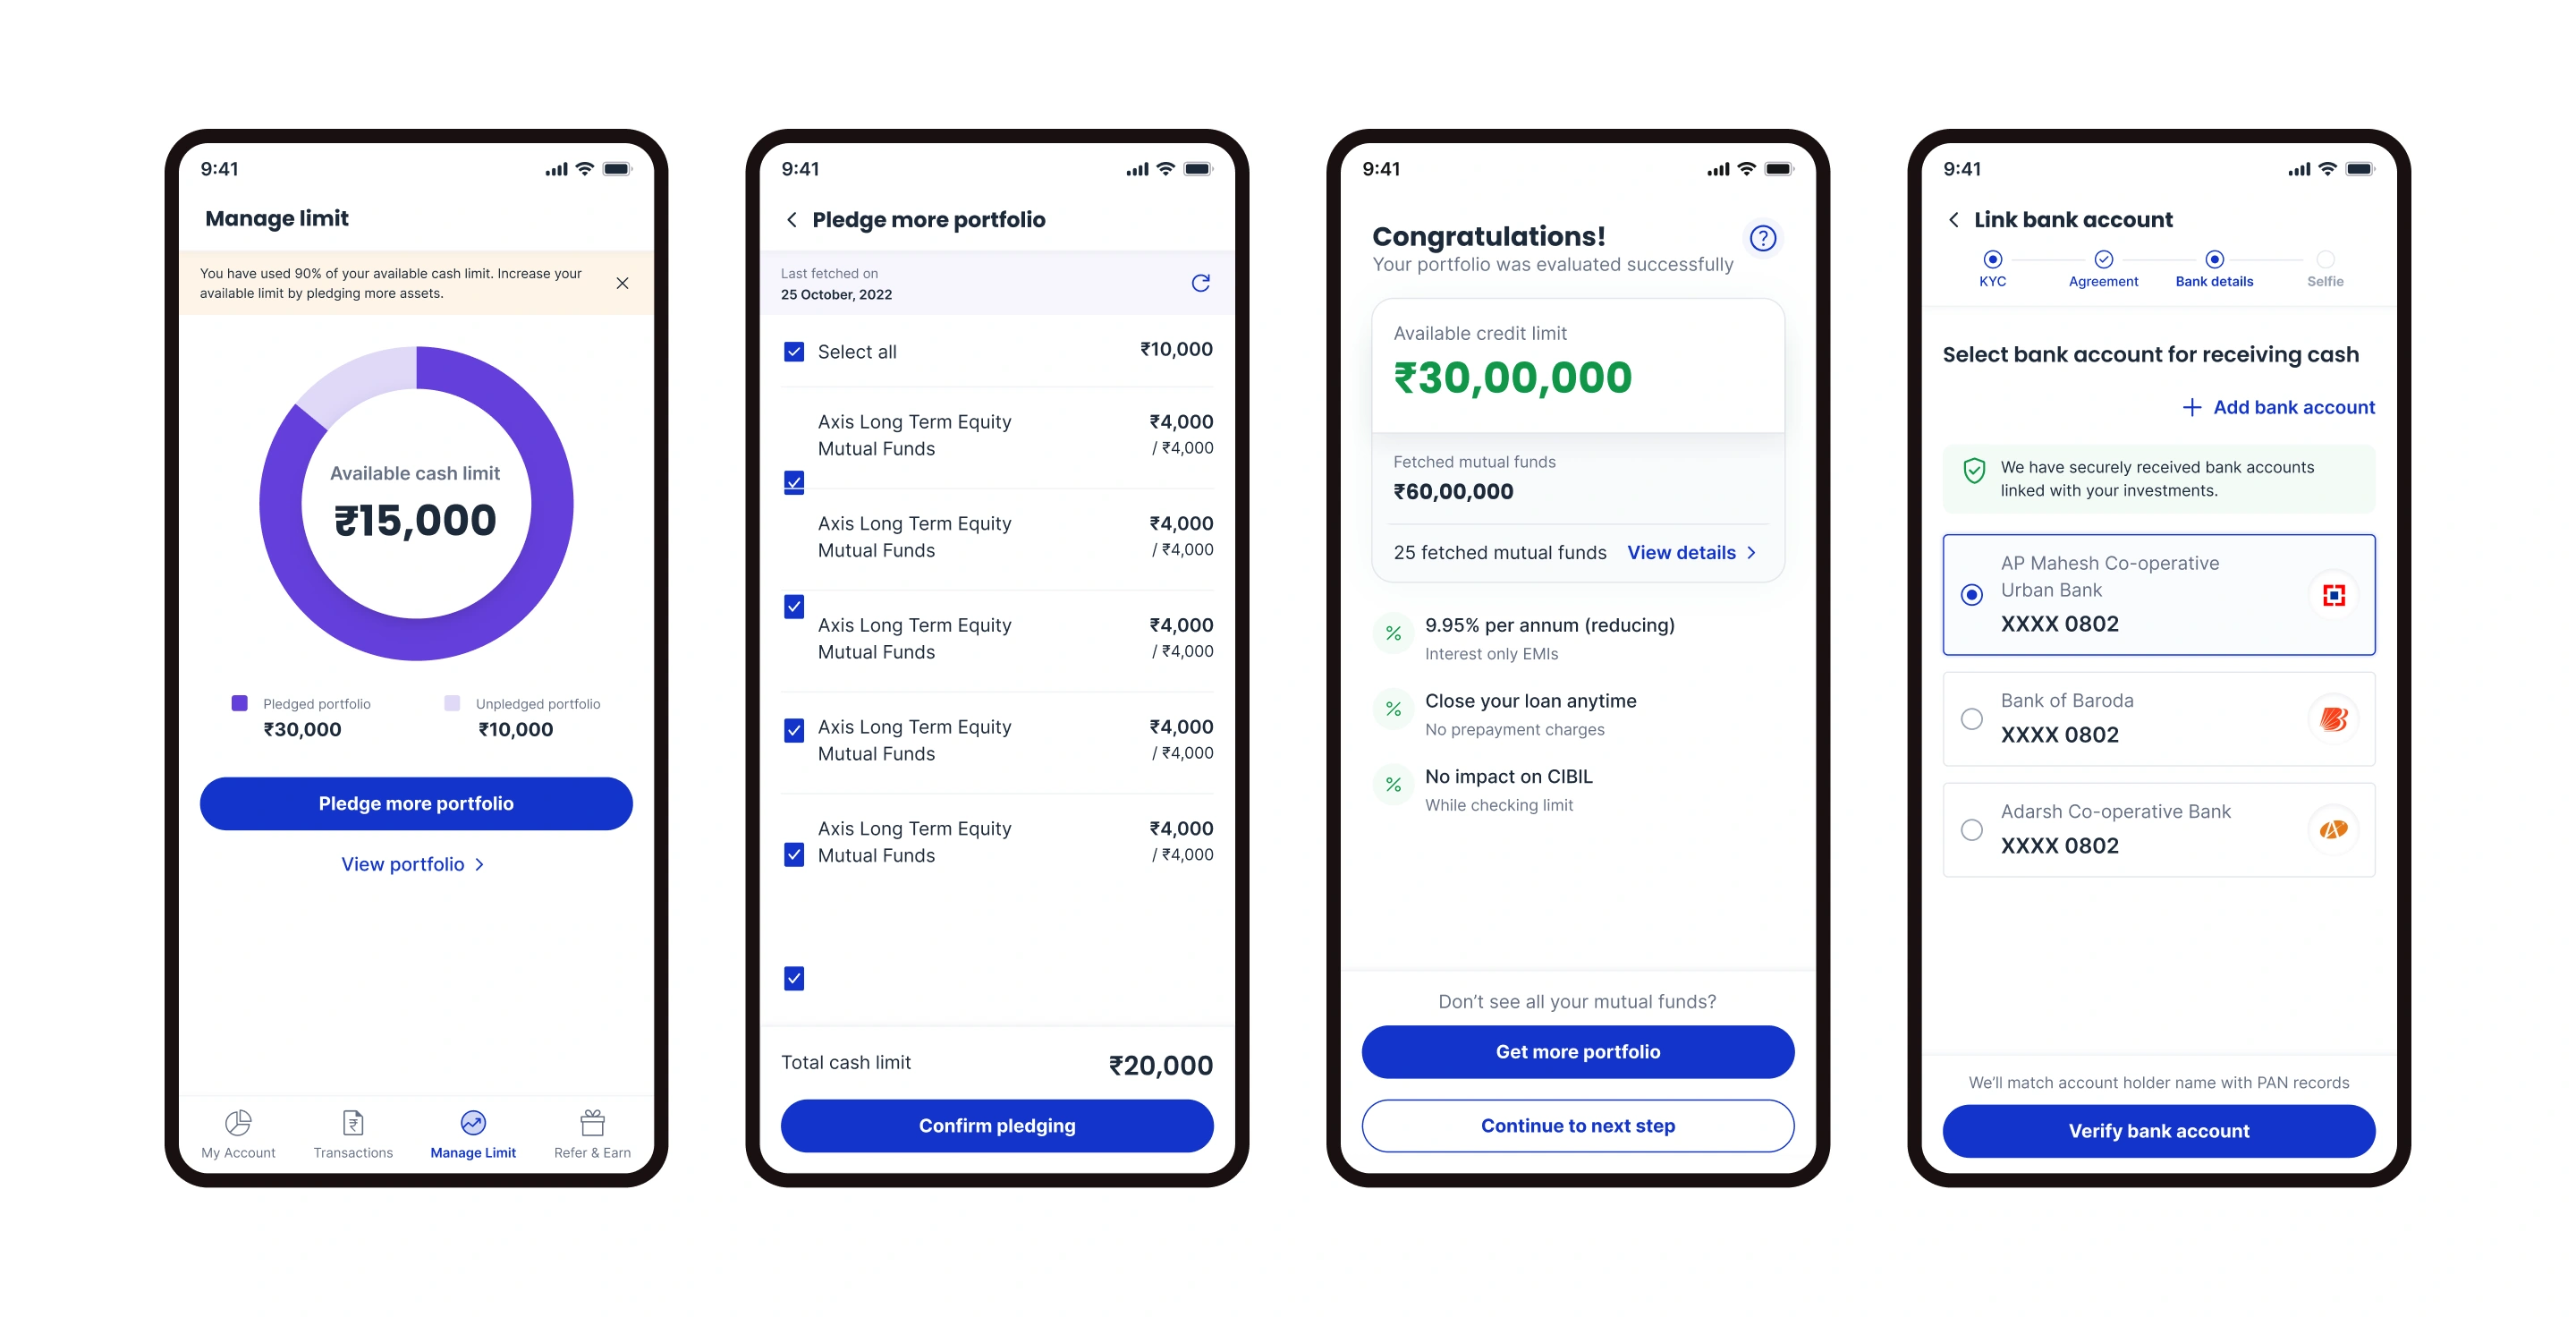 9:41
Manage limit
You have used 90% of your available cash limit. Increase your
available limit by pledging more assets.
Available cash limit
₹15,000
Pledged portfolio
₹30,000
Unpledged portfolio
₹10,000
Pledge more portfolio
View portfolio
My Account
Transactions
Manage Limit
Refer & Earn
9:41
Pledge more portfolio
Last fetched on
25 October, 2022
Select all
₹10,000
Axis Long Term Equity
Mutual Funds
₹4,000
/ ₹4,000
Axis Long Term Equity
Mutual Funds
₹4,000
/ ₹4,000
Axis Long Term Equity
Mutual Funds
₹4,000
/ ₹4,000
Axis Long Term Equity
Mutual Funds
₹4,000
/ ₹4,000
Axis Long Term Equity
Mutual Funds
₹4,000
/ ₹4,000
Total cash limit
₹20,000
Confirm pledging
9:41
Congratulations!
Your portfolio was evaluated successfully
Available credit limit
₹30,00,000
Fetched mutual funds
₹60,00,000
25 fetched mutual funds
View details
9.95% per annum (reducing)
Interest only EMIs
Close your loan anytime
No prepayment charges
No impact on CIBIL
While checking limit
Don’t see all your mutual funds?
Get more portfolio
Continue to next step
9:41
Link bank account
KYC
Agreement
Bank details
Selfie
Select bank account for receiving cash
Add bank account
We have securely received bank accounts
linked with your investments.
AP Mahesh Co-operative
Urban Bank
XXXX 0802
Bank of Baroda
XXXX 0802
Adarsh Co-operative Bank
XXXX 0802
We’ll match account holder name with PAN records
Verify bank account